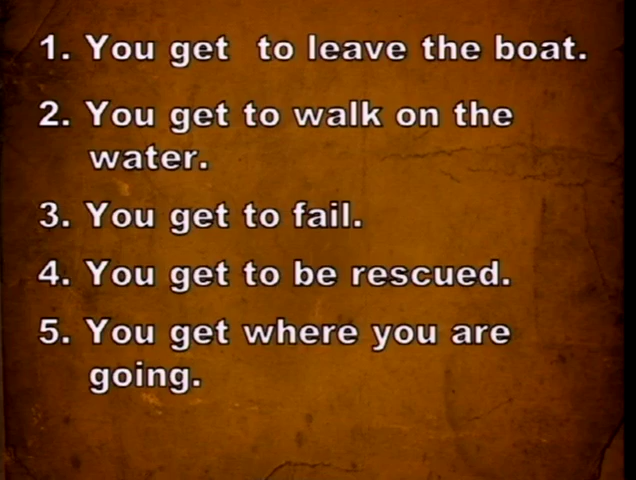 1. You get  to leave the boat.
2. You get to walk on the
water.
3. You get to fail.
4. You get to be rescued.
5. You get where you are
going.